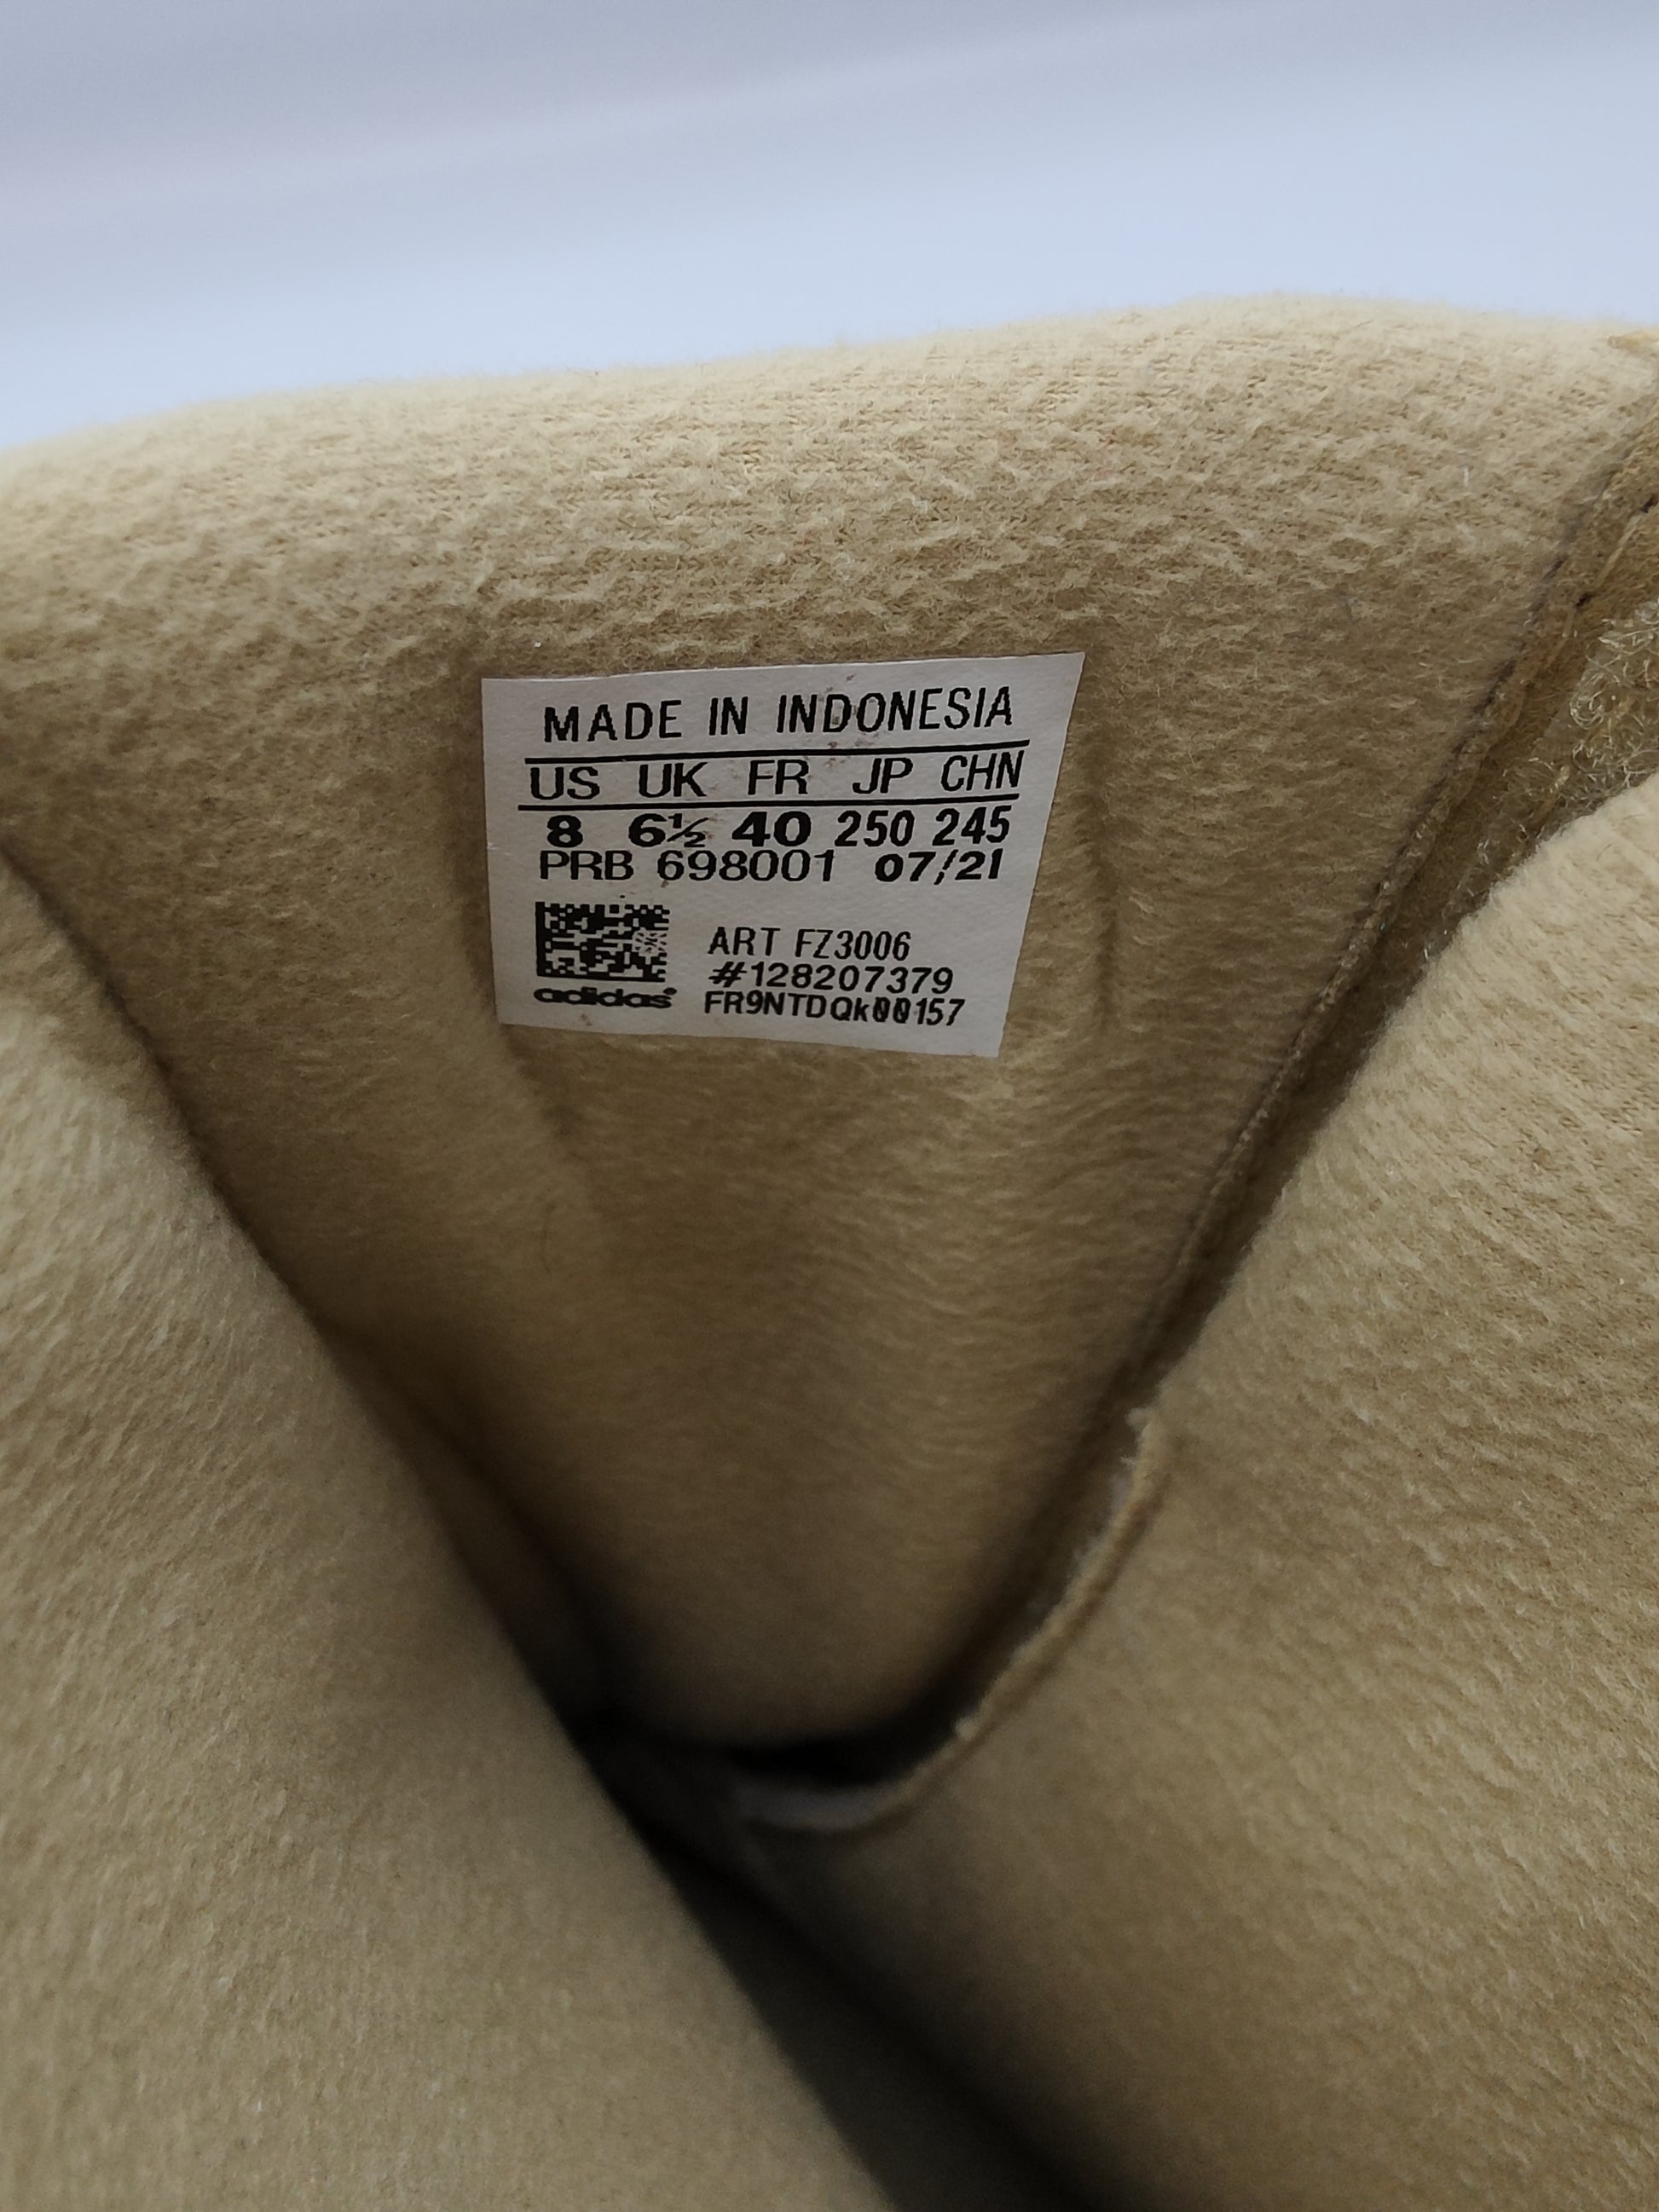 MADE IN INDONESIA
US UK FR JP CHN
8 6½ 40 250 245
PRB 698001 07/21
ART FZ3006
#128207379
adidas
FR9NTDQk00157